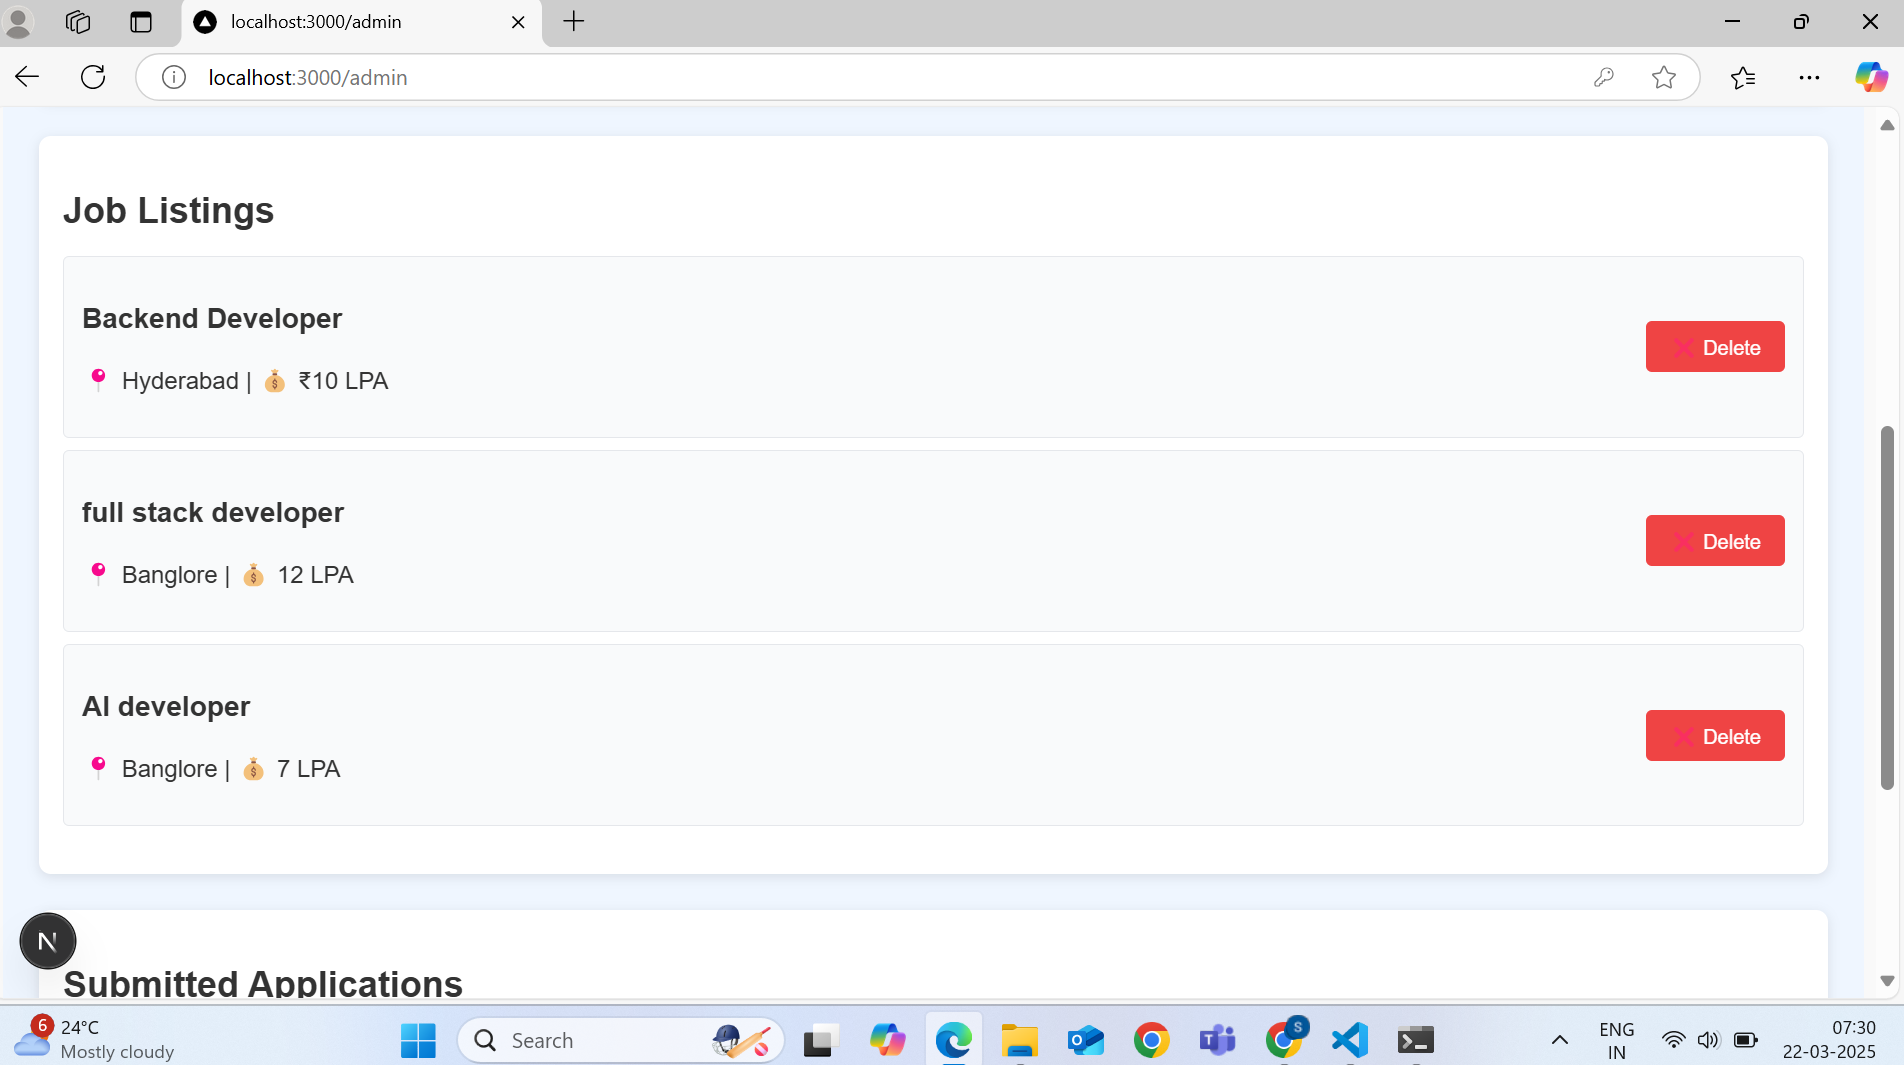 localhost:3000/admin
localhost:3000/admin
Job Listings
Backend Developer
Hyderabad | ₹10 LPA
Delete
full stack developer
Banglore | 12 LPA
Delete
AI developer
Banglore | 7 LPA
Delete
N
Submitted Applications
6
24°C
Mostly cloudy
Search
S
ENG
IN
07:30
22-03-2025